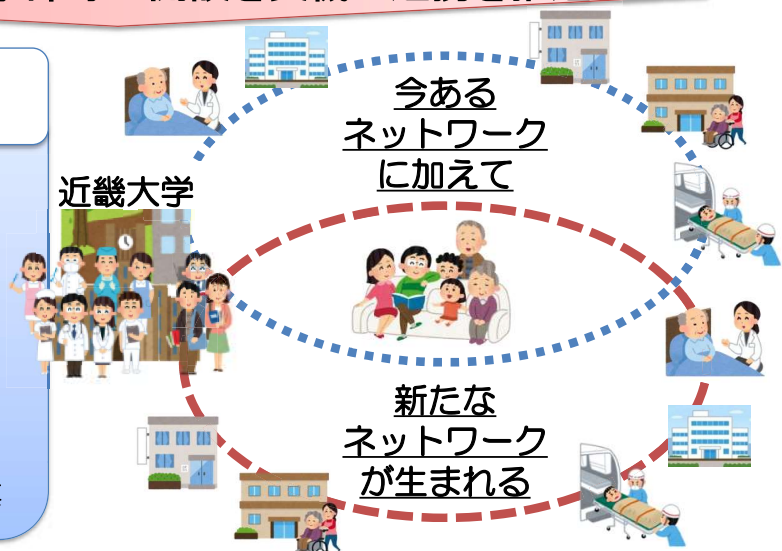 今ある
ネットワーク
に加えて
近畿大学
新たな
ネットワーク
が生まれる